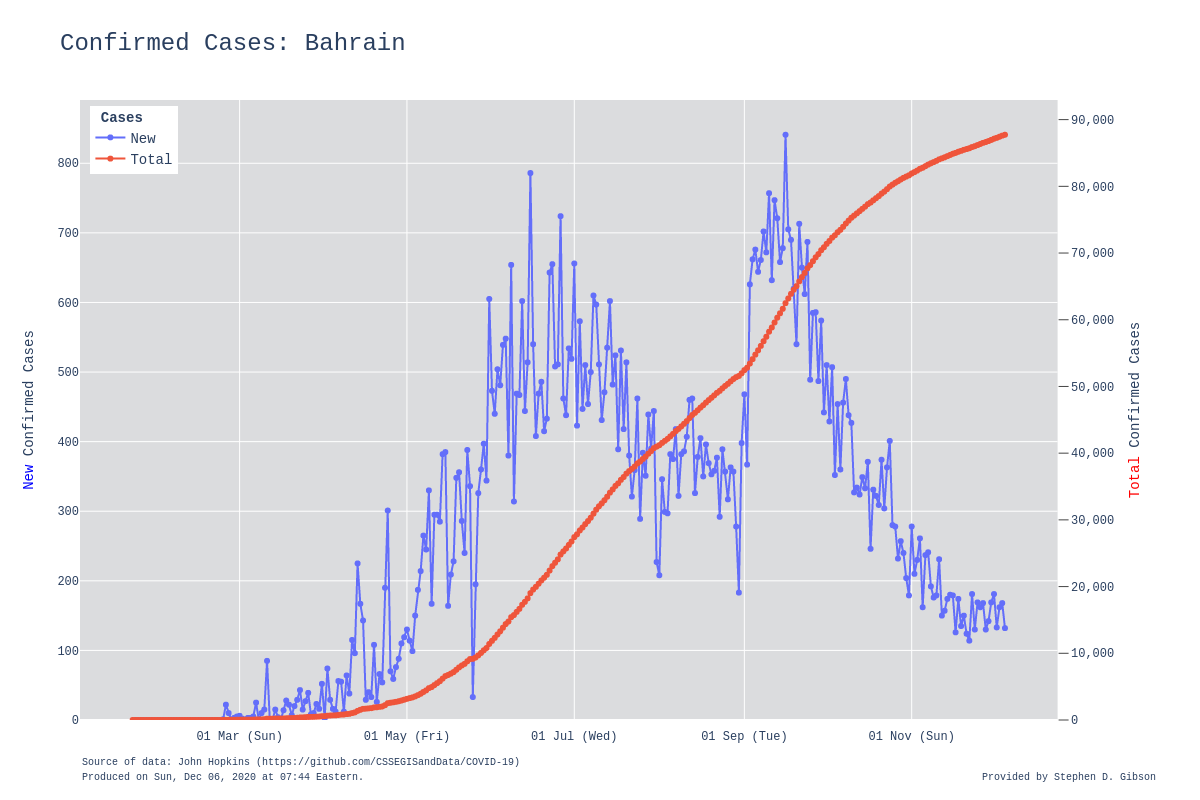 Confirmed Cases: Bahrain
Cases
New
Total
800
700
600
500
400
300
200
100
0
New Confirmed Cases
90,000
80,000
70,000
60,000
50,000
40,000
30,000
20,000
10,000
0
Total Confirmed Cases
01 Mar (Sun)
01 May (Fri)
01 Jul (Wed)
01 Sep (Tue)
01 Nov (Sun)
Source of data: John Hopkins (https://github.com/CSSEGISandData/COVID-19)
Produced on Sun, Dec 06, 2020 at 07:44 Eastern.
Provided by Stephen D. Gibson